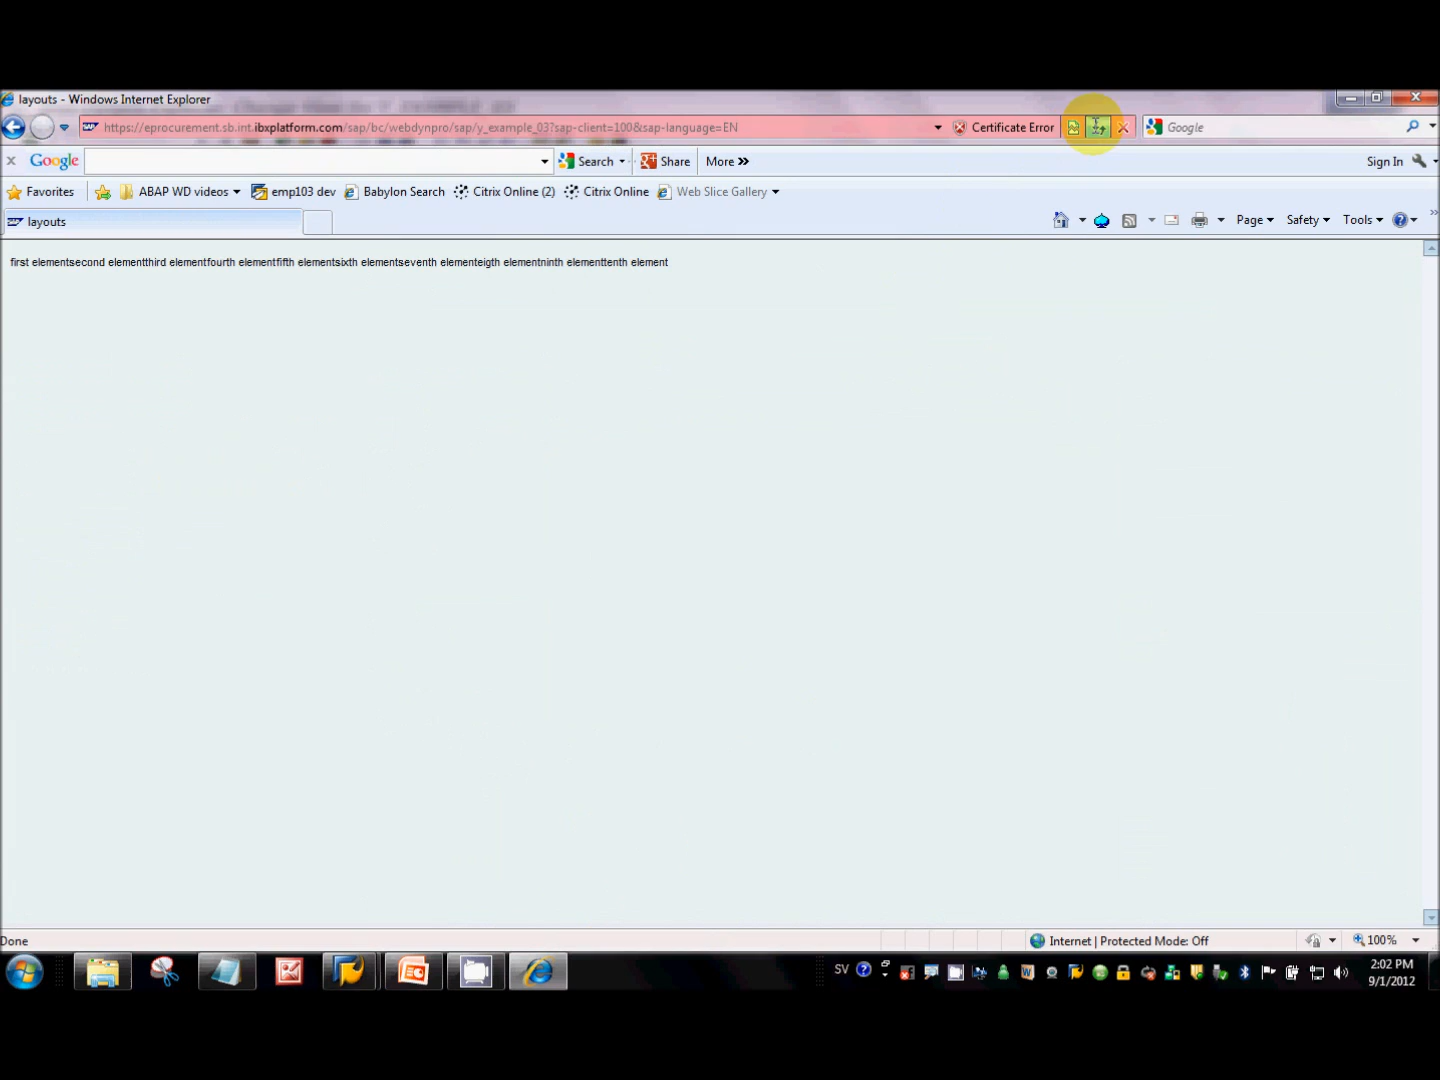 layouts - Windows Internet Explorer
https://eprocurement.sb.int.ibxplatform.com/sap/bc/webdynpro/sap/y_example_03?sap-client=100&sap-language=EN
Certificate Error
Google
x Google
Search
Share
More »
Sign In
Favorites
ABAP WD videos
emp103 dev
Babylon Search
Citrix Online (2)
Citrix Online
Web Slice Gallery
SAP layouts
Page
Safety
Tools
first elementsecond elementthird elementfourth elementfifth elementsixth elementseventh elementeigth elementninth elementtenth element
Done
Internet | Protected Mode: Off
100%
SV
2:02 PM
9/1/2012